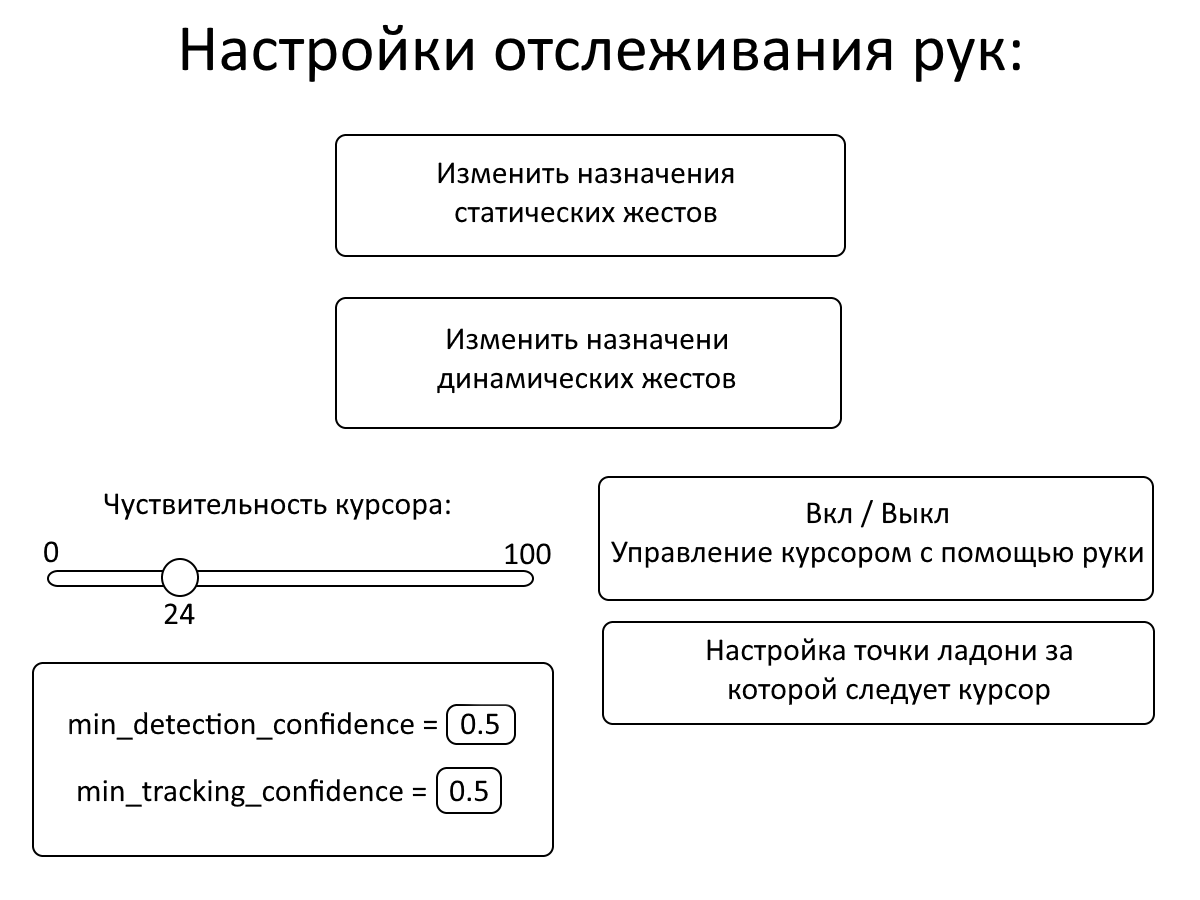 Настройки отслеживания рук:
Изменить назначения
статических жестов
Изменить назначени
динамических жестов
Чуствительность курсора:
0
100
24
Вкл / Выкл
Управление курсором с помощью руки
Настройка точки ладони за
которой следует курсор
min_detection_confidence = 0.5
min_tracking_confidence = 0.5